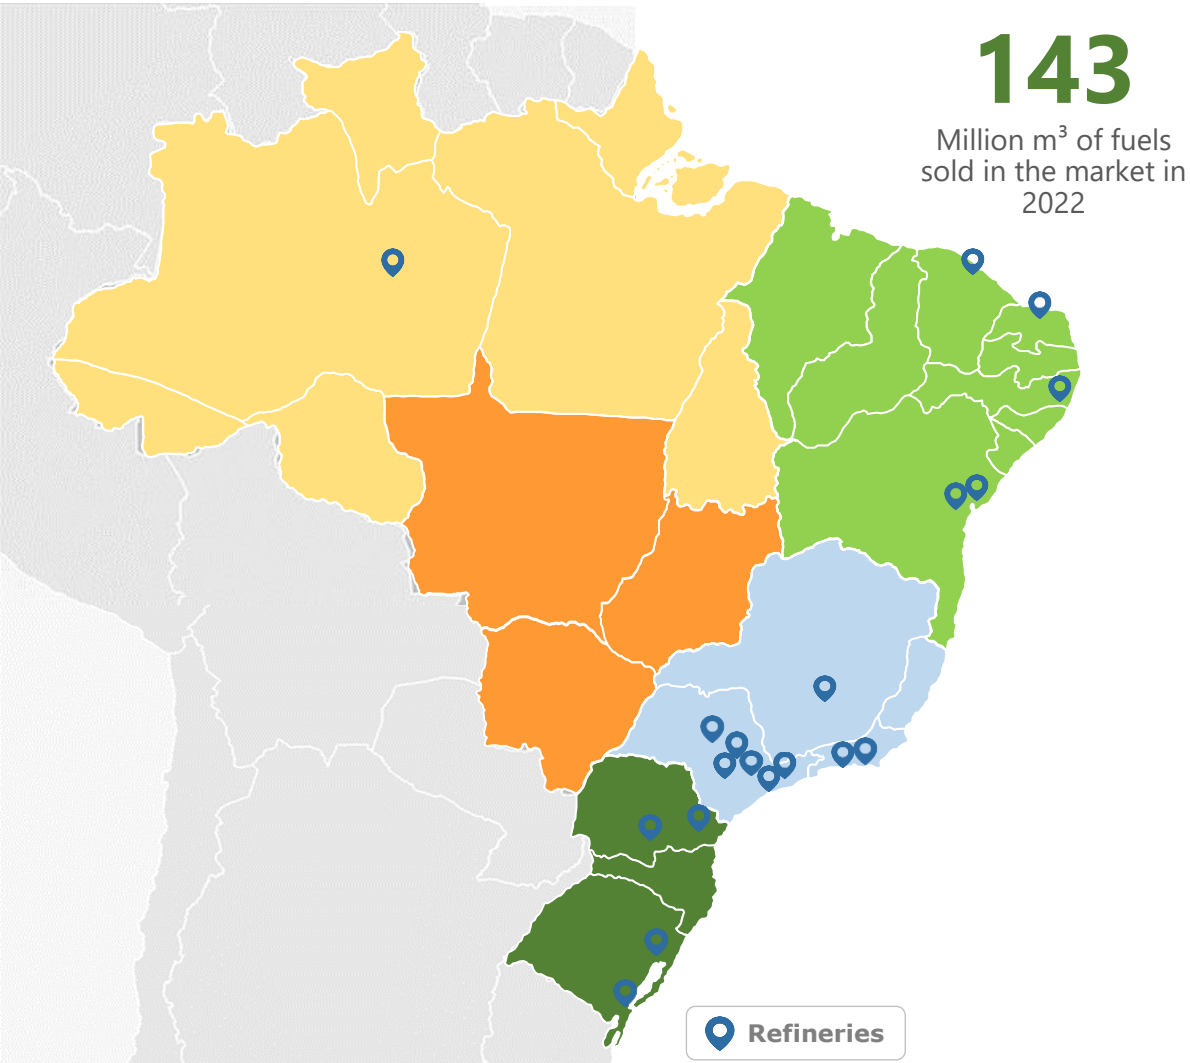 143
Million m³ of fuels
sold in the market in
2022
Refineries